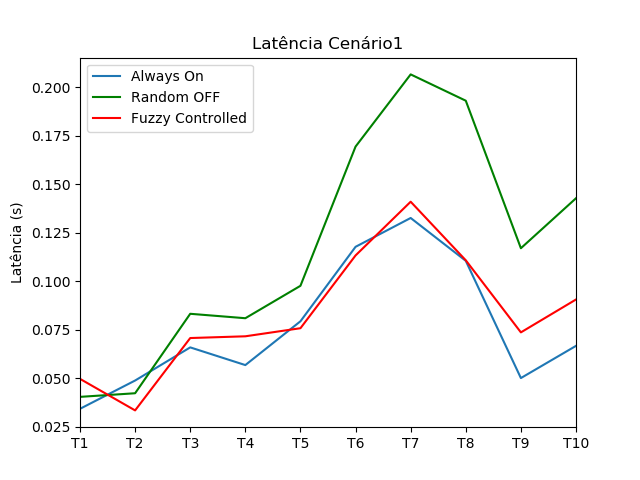 Latência Cenário1
Always On
Random OFF
Fuzzy Controlled
Latência (s)
0.200
0.175
0.150
0.125
0.100
0.075
0.050
0.025
T1 T2 T3 T4 T5 T6 T7 T8 T9 T10